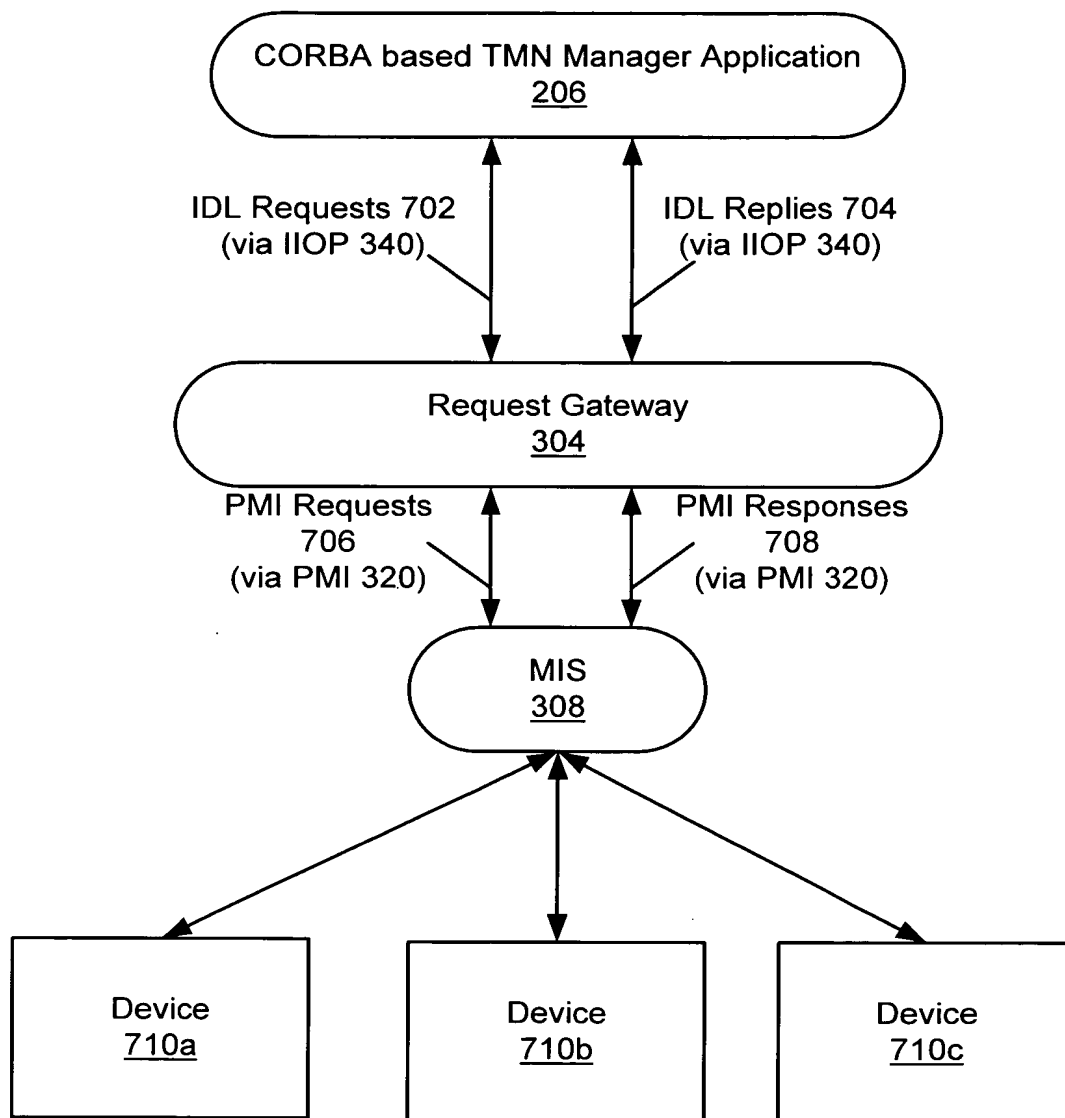 CORBA based TMN Manager Application
206
IDL Requests 702
(via IIOP 340)
IDL Replies 704
(via IIOP 340)
Request Gateway
304
PMI Requests
706
(via PMI 320)
PMI Responses
708
(via PMI 320)
MIS
308
Device
710a
Device
710b
Device
710c